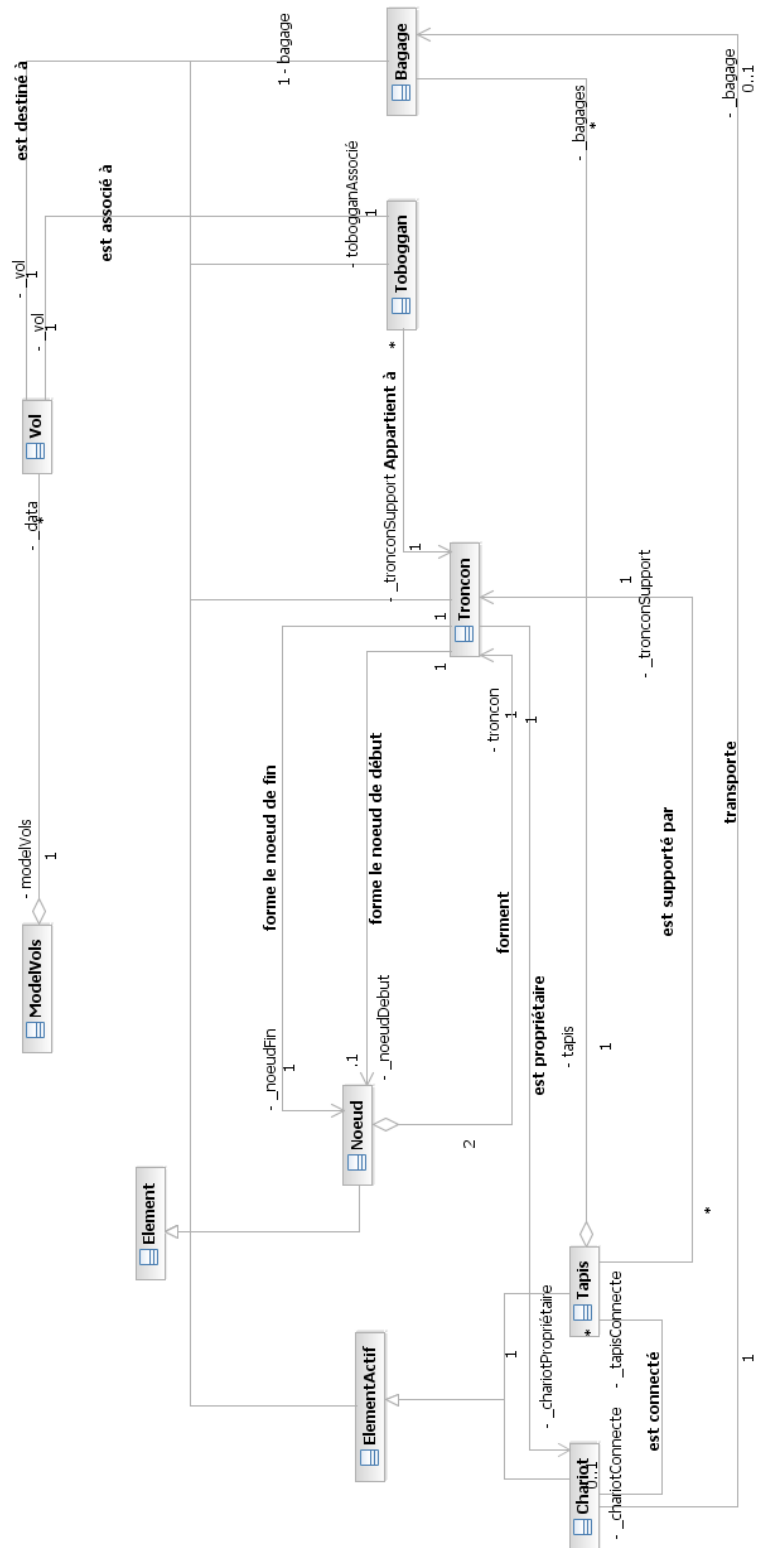 ModelVols
- modelVols
1
- _data
*
Vol
- _vol
1
- _vol
1
est destiné à
est associé à
Element
ElementActif
Noeud
- _noeudFin
1
forme le noeud de fin
1
.1
- _noeudDebut
forme le noeud de début
1
2
forment
- troncon
1
Troncon
- _tronconSupport
1
Appartient à
*
Toboggan
- tobogganAssocié
1
1 - bagage
Bagage
1
est propriétaire
- _chariotPropriétaire
1
Chariot
0..1
- _chariotConnecte
est connecté
- _tapisConnecte
*
Tapis
- tapis
1
- _bagages
*
*
est supporté par
1
- _tronconSupport
1
transporte
- _bagage
0..1